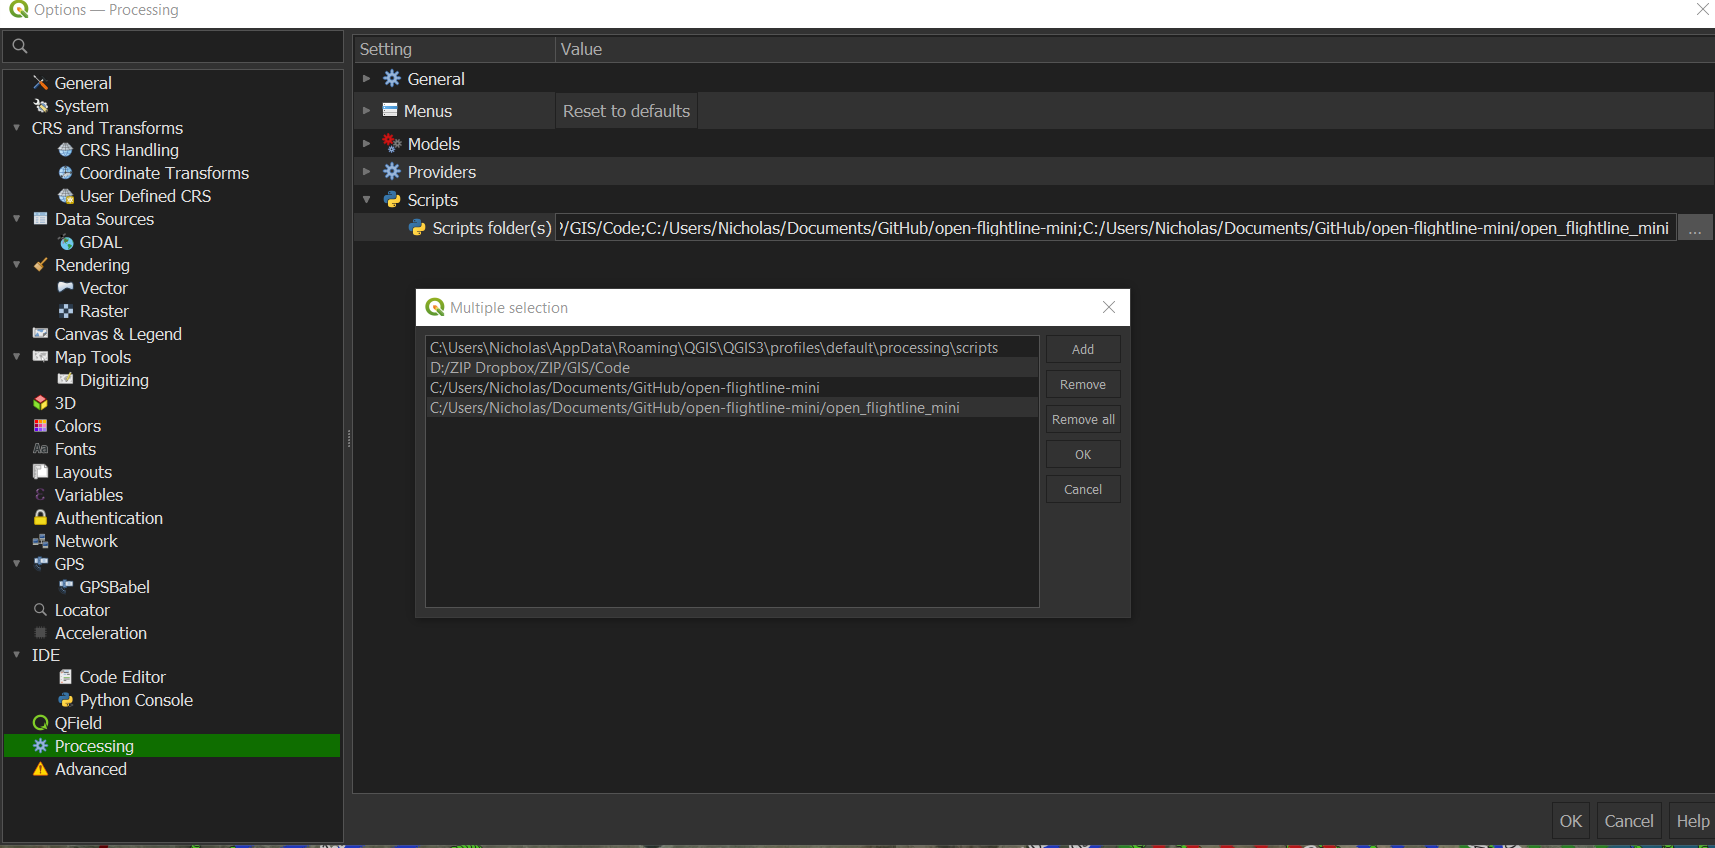 Options — Processing
Setting
Value
General
System
CRS and Transforms
CRS Handling
Coordinate Transforms
User Defined CRS
Data Sources
GDAL
Rendering
Vector
Raster
Canvas & Legend
Map Tools
Digitizing
3D
Colors
Fonts
Layouts
Variables
Authentication
Network
GPS
GPSBabel
Locator
Acceleration
IDE
Code Editor
Python Console
QField
Processing
Advanced
General
Menus
Reset to defaults
Models
Providers
Scripts
Scripts folder(s)
/GIS/Code;C:/Users/Nicholas/Documents/GitHub/open-flightline-mini;C:/Users/Nicholas/Documents/GitHub/open-flightline-mini/open_flightline_mini
...
Multiple selection
C:\Users\Nicholas\AppData\Roaming\QGIS\QGIS3\profiles\default\processing\scripts
D:/ZIP Dropbox/ZIP/GIS/Code
C:/Users/Nicholas/Documents/GitHub/open-flightline-mini
C:/Users/Nicholas/Documents/GitHub/open-flightline-mini/open_flightline_mini
Add
Remove
Remove all
OK
Cancel
OK
Cancel
Help